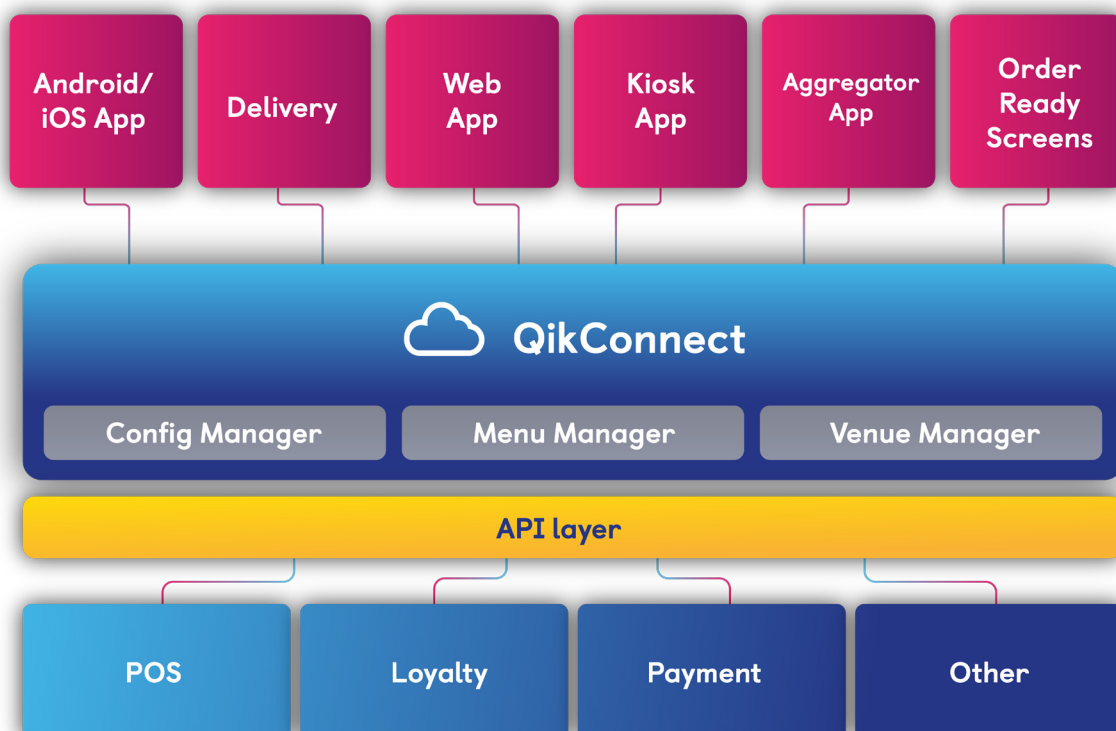 Android/
iOS App
Delivery
Web
App
Kiosk
App
Aggregator
App
Order
Ready
Screens
QikConnect
Config Manager
Menu Manager
Venue Manager
API layer
POS
Loyalty
Payment
Other